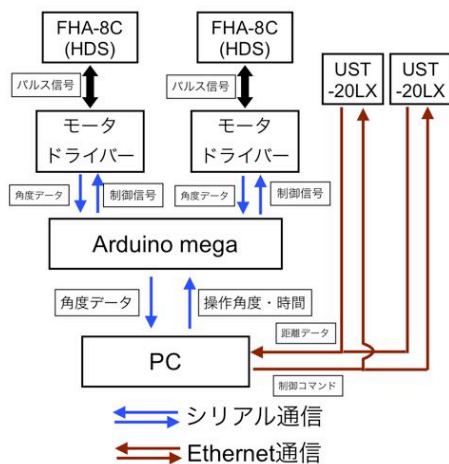 FHA-8C
(HDS)
FHA-8C
(HDS)
UST
-20LX
UST
-20LX
パルス信号
パルス信号
モータ
ドライバー
モータ
ドライバー
角度データ
制御信号
角度データ
制御信号
Arduino mega
角度データ
操作角度・時間
距離データ
PC
制御コマンド
シリアル通信
Ethernet通信